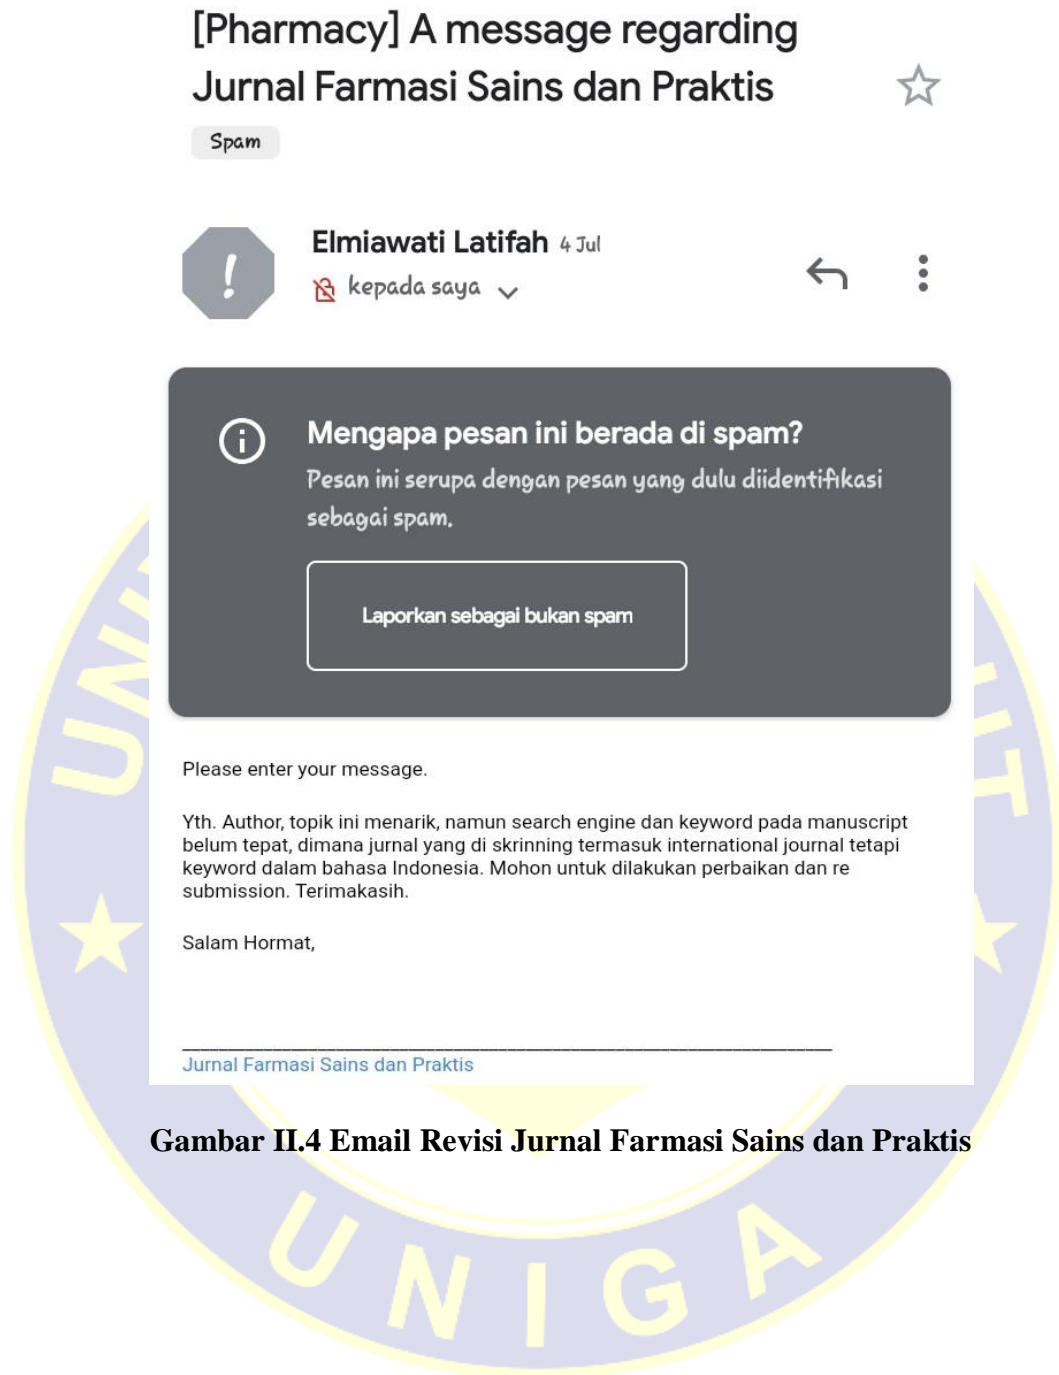 [Pharmacy] A message regarding
Jurnal Farmasi Sains dan Praktis
Spam
Elmiawati Latifah 4 Jul
kepada saya
Mengapa pesan ini berada di spam?
Pesan ini serupa dengan pesan yang dulu diidentifikasi
sebagai spam.
Laporkan sebagai bukan spam
Please enter your message.
Yth. Author, topik ini menarik, namun search engine dan keyword pada manuscript
belum tepat, dimana jurnal yang di skrinning termasuk international journal tetapi
keyword dalam bahasa Indonesia. Mohon untuk dilakukan perbaikan dan re
submission. Terimakasih.
Salam Hormat,
Jurnal Farmasi Sains dan Praktis
Gambar II.4 Email Revisi Jurnal Farmasi Sains dan Praktis
UNIGA